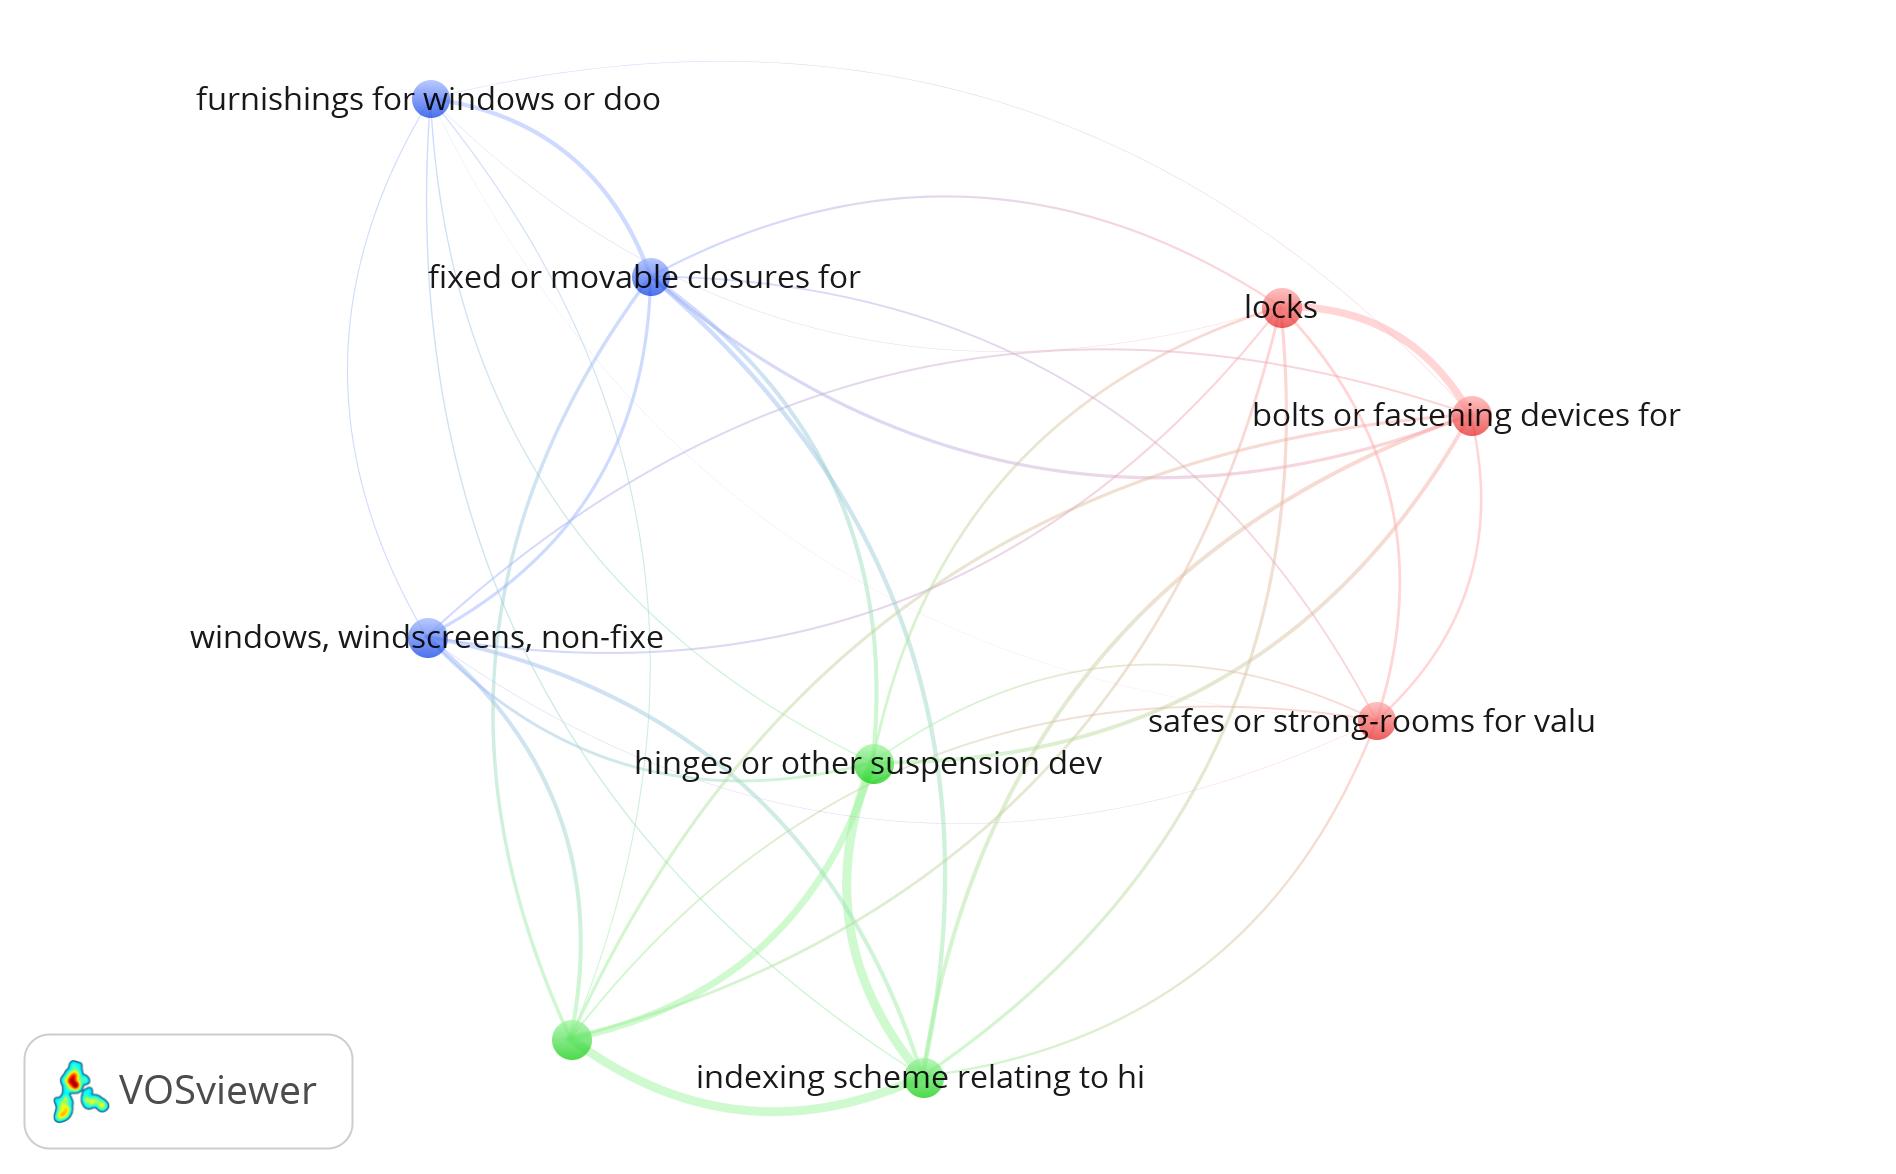 furnishings for windows or doo
fixed or movable closures for
locks
bolts or fastening devices for
windows, windscreens, non-fixe
safes or strong-rooms for valu
hinges or other suspension dev
indexing scheme relating to hi
VOSviewer